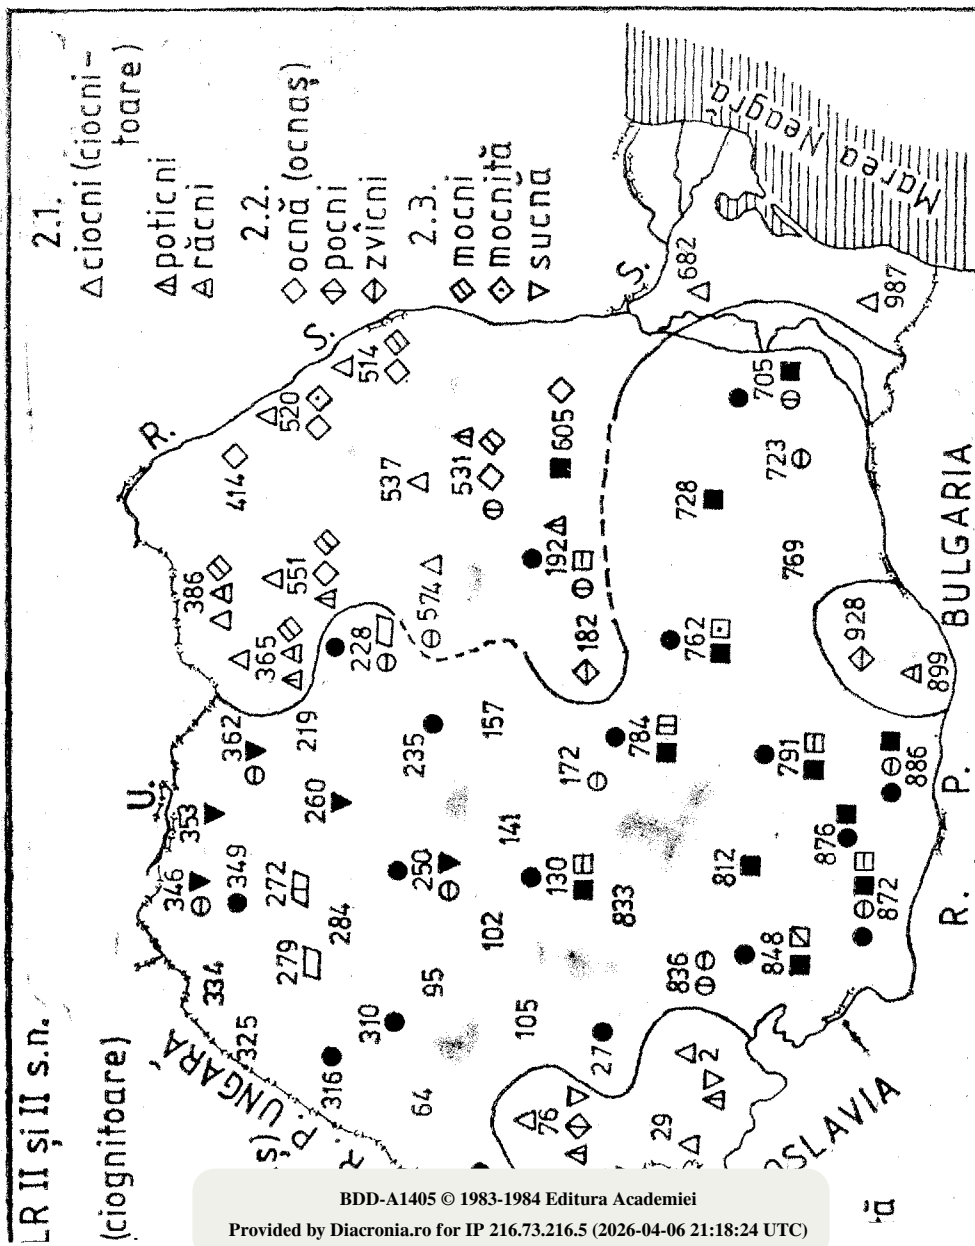 LR II și II s.n.
(ciognitoare)
2.1.
ciocni (ciocni-
toare)
poticni
răcni
2.2.
ocnă (ocnaș)
pocni
zvîcni
2.3.
mocni
mocniță
sucnă
U.
R.
S.
S.
R. P. UNGARĂ
Marea Neagră
BULGARIA
R. P.
OSLAVIA
325
334
346
349
353
362
386
365
414
520
514
316
310
279
284
272
260
219
228
551
574
537
531
64
95
102
250
141
235
157
192
605
682
76
105
27
130
172
182
29
2
836
833
784
762
728
705
848
812
791
769
723
987
872
876
886
899
928
BDD-A1405 © 1983-1984 Editura Academiei
Provided by Diacronia.ro for IP 216.73.216.5 (2026-04-06 21:18:24 UTC)